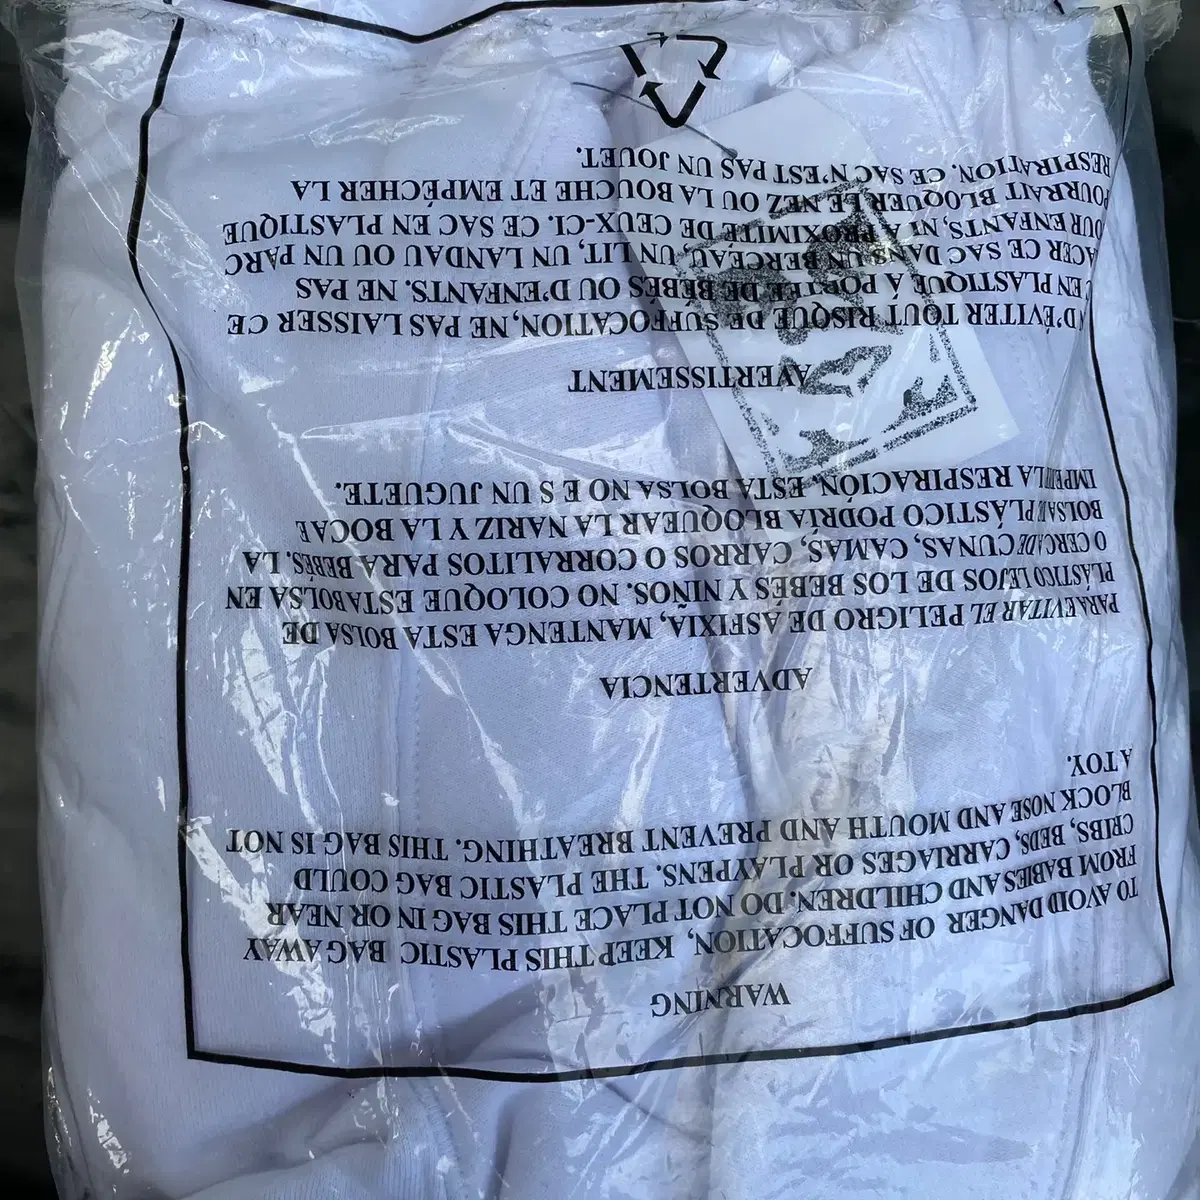 WARNING
TO AVOID DANGER OF SUFFOCATION, KEEP THIS PLASTIC BAG AWAY
FROM BABIES AND CHILDREN. DO NOT PLACE THIS BAG IN OR NEAR
CRIBS, BEDS, CARRIAGES OR PLAYPENS. THE PLASTIC BAG COULD
BLOCK NOSE AND MOUTH AND PREVENT BREATHING. THIS BAG IS NOT
A TOY.
ADVERTENCIA
PARA EVITAR EL PELIGRO DE ASFIXIA, MANTENGA ESTA BOLSA DE
PLÁSTICO LEJOS DE LOS BEBÉS Y NIÑOS. NO COLOQUE ESTABOLSA EN
O CERCA DE CUNAS, CAMAS, CARROS O CORRALITOS PARA BEBÉS. LA
BOLSA PLÁSTICO PODRÍA BLOQUEAR LA NARIZ Y LA BOCAE
LA RESPIRACIÓN. ESTA BOLSA NO E S UN JUGUETE.
AVERTISSEMENT
D'ÉVITER TOUT RISQUE DE SUFFOCATION, NE PAS LAISSER CE
EN PLASTIQUE Á PORTÉE DE BÉBÉS OU D'ENFANTS. NE PAS
ACER CE SAC DANS UN BERCEAU, UN LIT, UN LANDAU OU UN PARC
OUR ENFANTS, NI Á PROXIMITÉ DE CEUX-CI. CE SAC EN PLASTIQUE
POURRAIT BLOQUER LE NEZ OU LA BOUCHE ET EMPÉCHER LA
RESPIRATION. CE SAC N'EST PAS UN JOUET.